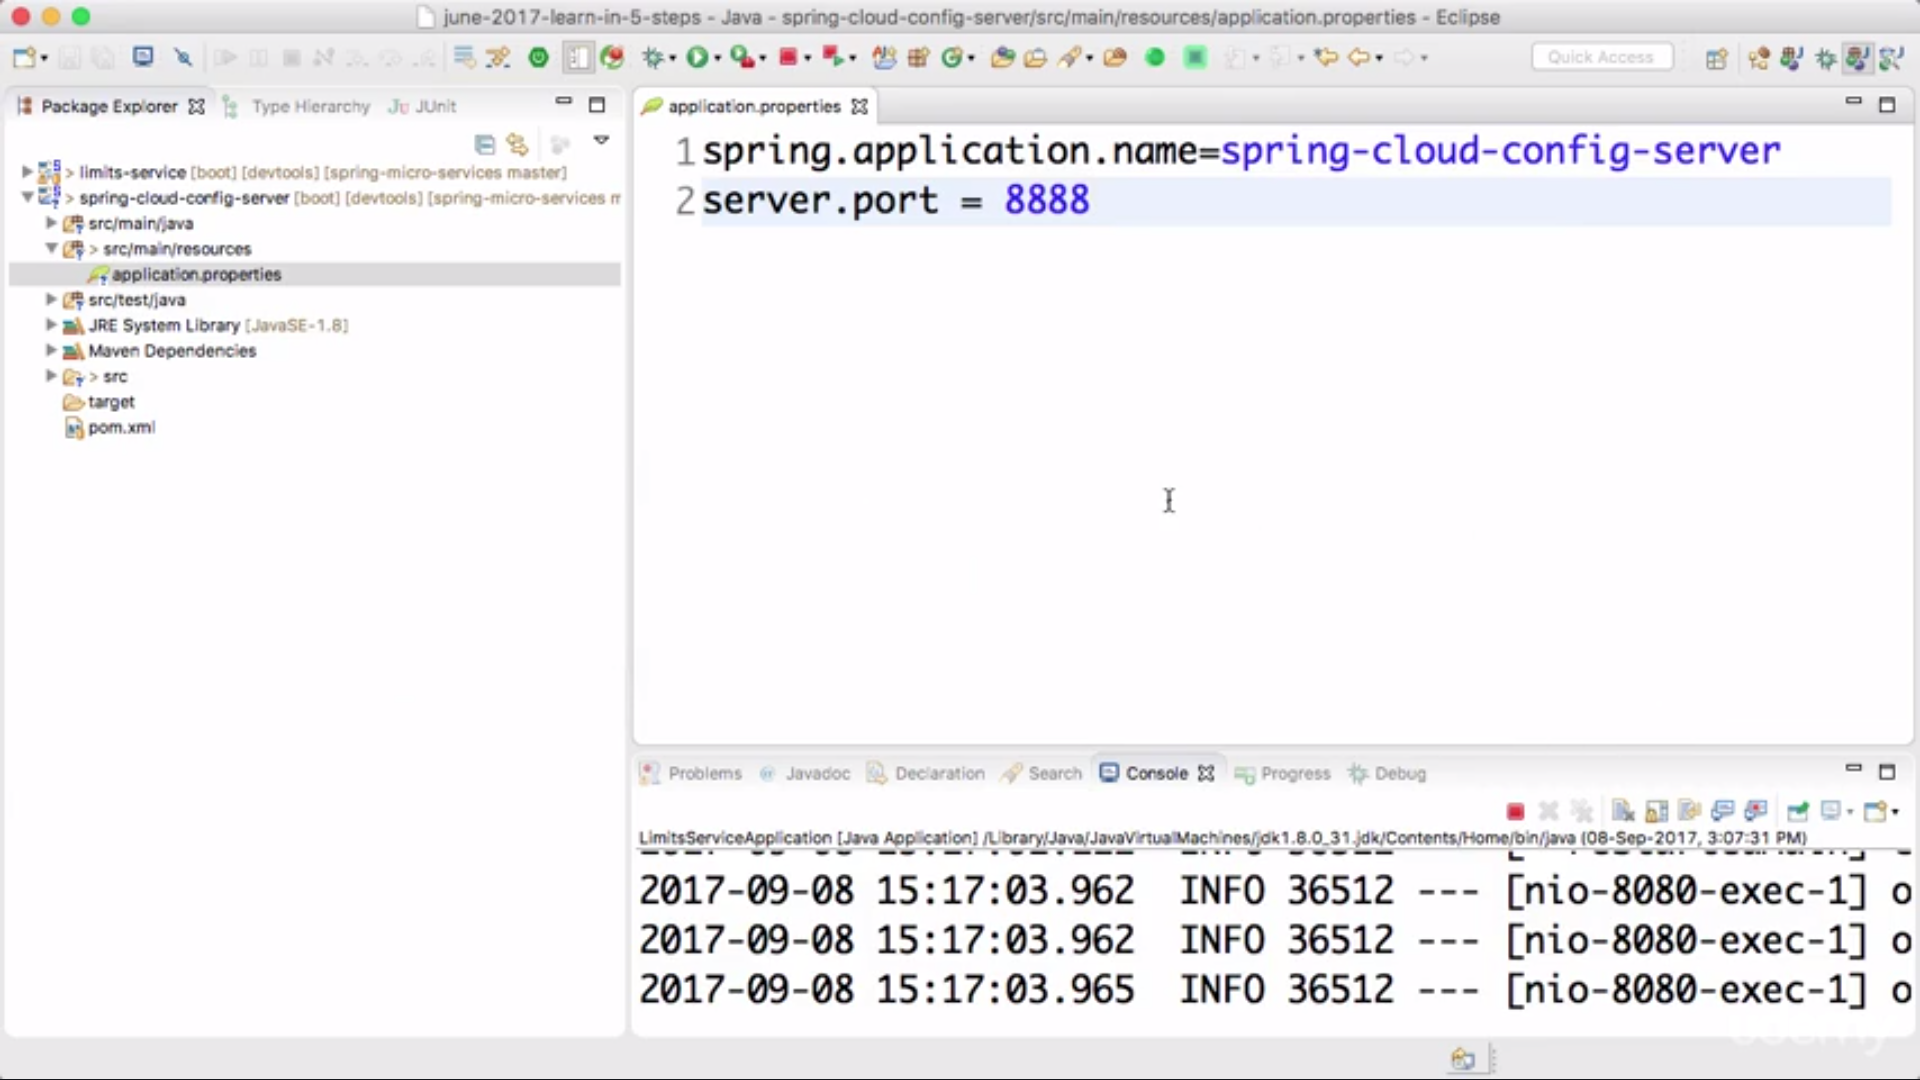 june-2017-learn-in-5-steps - Java - spring-cloud-config-server/src/main/resources/application.properties - Eclipse
Quick Access
Package Explorer
Type Hierarchy
Ju JUnit
application.properties
> limits-service [boot] [devtools] [spring-micro-services master]
> spring-cloud-config-server [boot] [devtools] [spring-micro-services m
src/main/java
> src/main/resources
application.properties
src/test/java
JRE System Library [JavaSE-1.8]
Maven Dependencies
> src
target
pom.xml
1 spring.application.name=spring-cloud-config-server
2 server.port = 8888
Problems
@ Javadoc
Declaration
Search
Console
Progress
Debug
LimitsServiceApplication [Java Application] /Library/Java/JavaVirtualMachines/jdk1.8.0_31.jdk/Contents/Home/bin/java (08-Sep-2017, 3:07:31 PM)
2017-09-08 15:17:03.962 INFO 36512 --- [nio-8080-exec-1] o
2017-09-08 15:17:03.962 INFO 36512 --- [nio-8080-exec-1] o
2017-09-08 15:17:03.965 INFO 36512 --- [nio-8080-exec-1] o